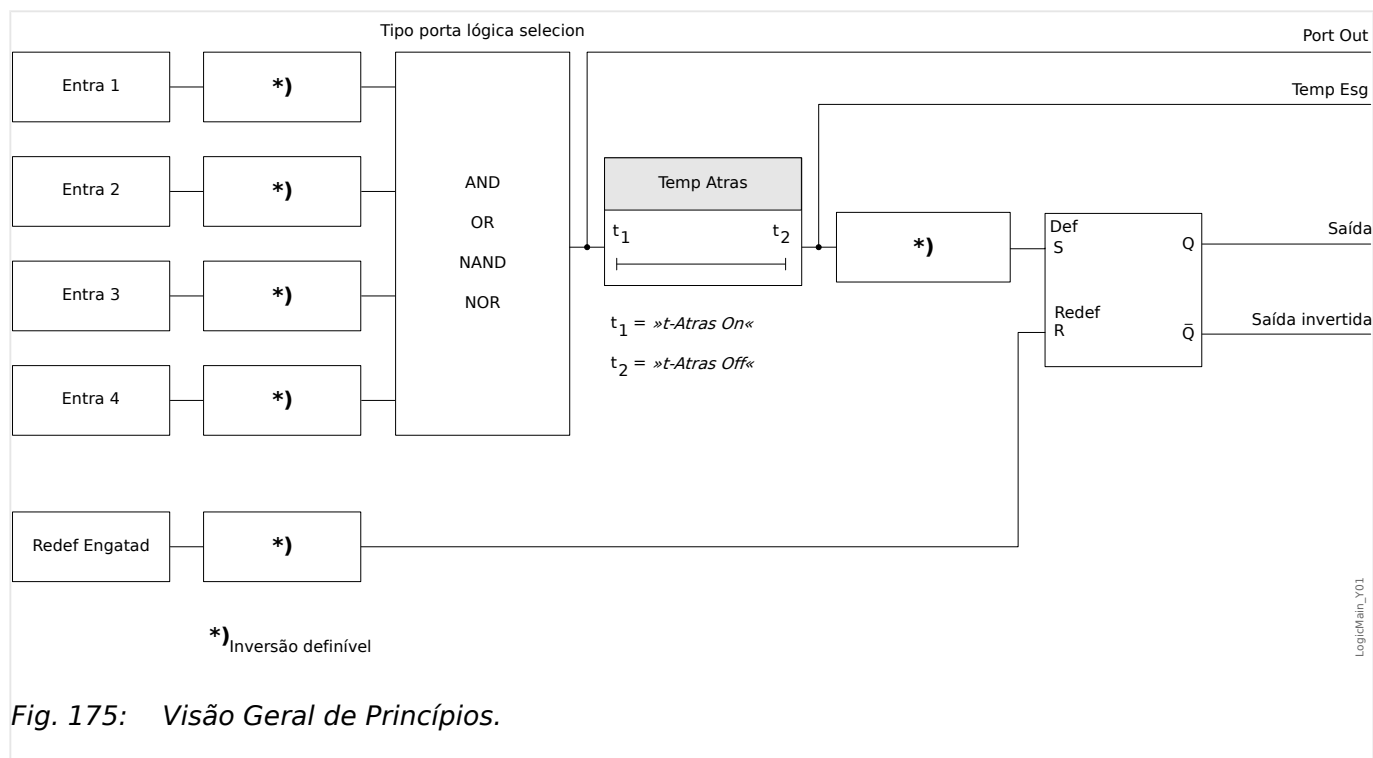 Tipo porta lógica selecion
Port Out
Temp Esg
Entra 1
*)
Entra 2
*)
Entra 3
*)
Entra 4
*)
AND
OR
NAND
NOR
Temp Atras
t1
t2
t1 = »t-Atras On«
t2 = »t-Atras Off«
*)
Def
S
Q
Redef
R
Q̅
Saída
Saída invertida
Redef Engatad
*)
*)Inversão definível
LogicMain_Y01
Fig. 175: Visão Geral de Princípios.